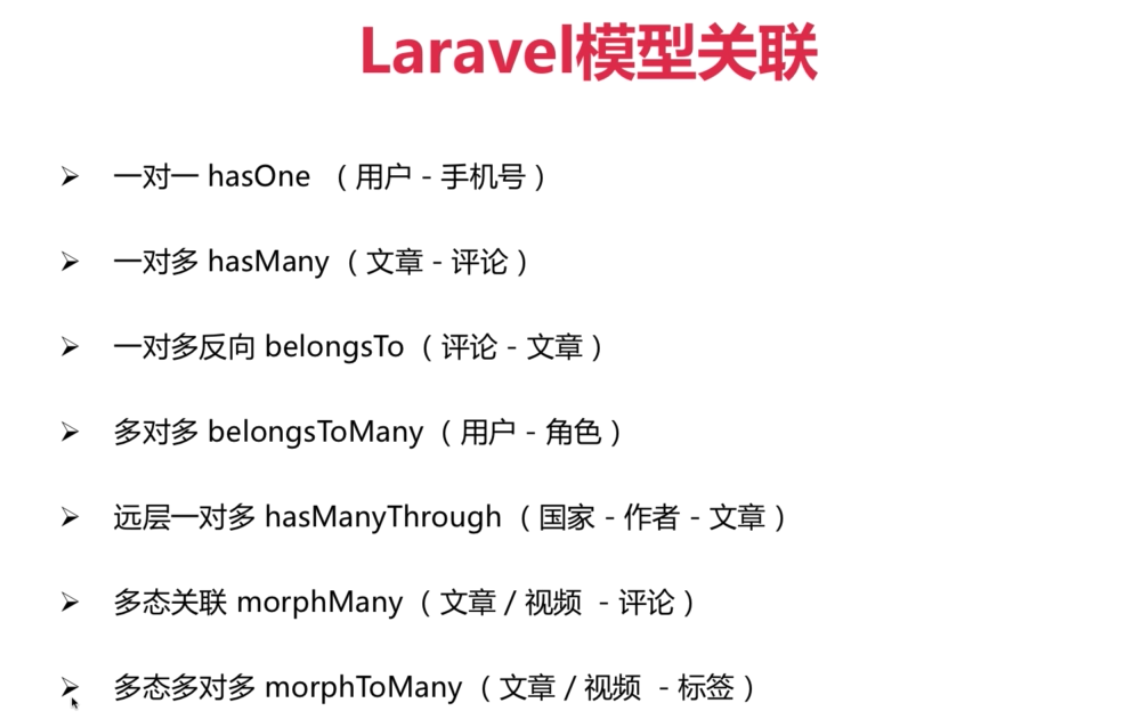 Laravel模型关联
➢ 一对一 hasOne （用户 - 手机号）
➢ 一对多 hasMany （文章 - 评论）
➢ 一对多反向 belongsTo （评论 - 文章）
➢ 多对多 belongsToMany （用户 - 角色）
➢ 远层一对多 hasManyThrough （国家 - 作者 - 文章）
➢ 多态关联 morphMany （文章 / 视频 - 评论）
➢ 多态多对多 morphToMany （文章 / 视频 - 标签）